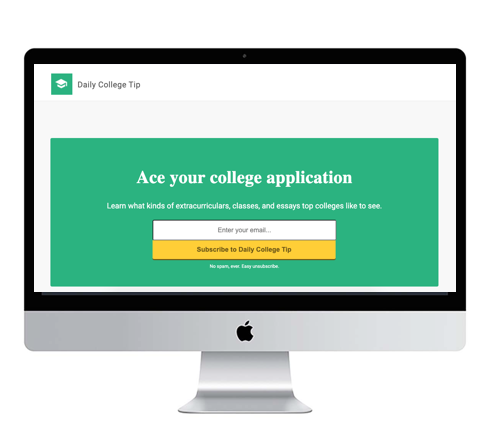 Daily College Tip
Ace your college application
Learn what kinds of extracurriculars, classes, and essays top colleges like to see.
Enter your email...
Subscribe to Daily College Tip
No spam, ever. Easy unsubscribe.